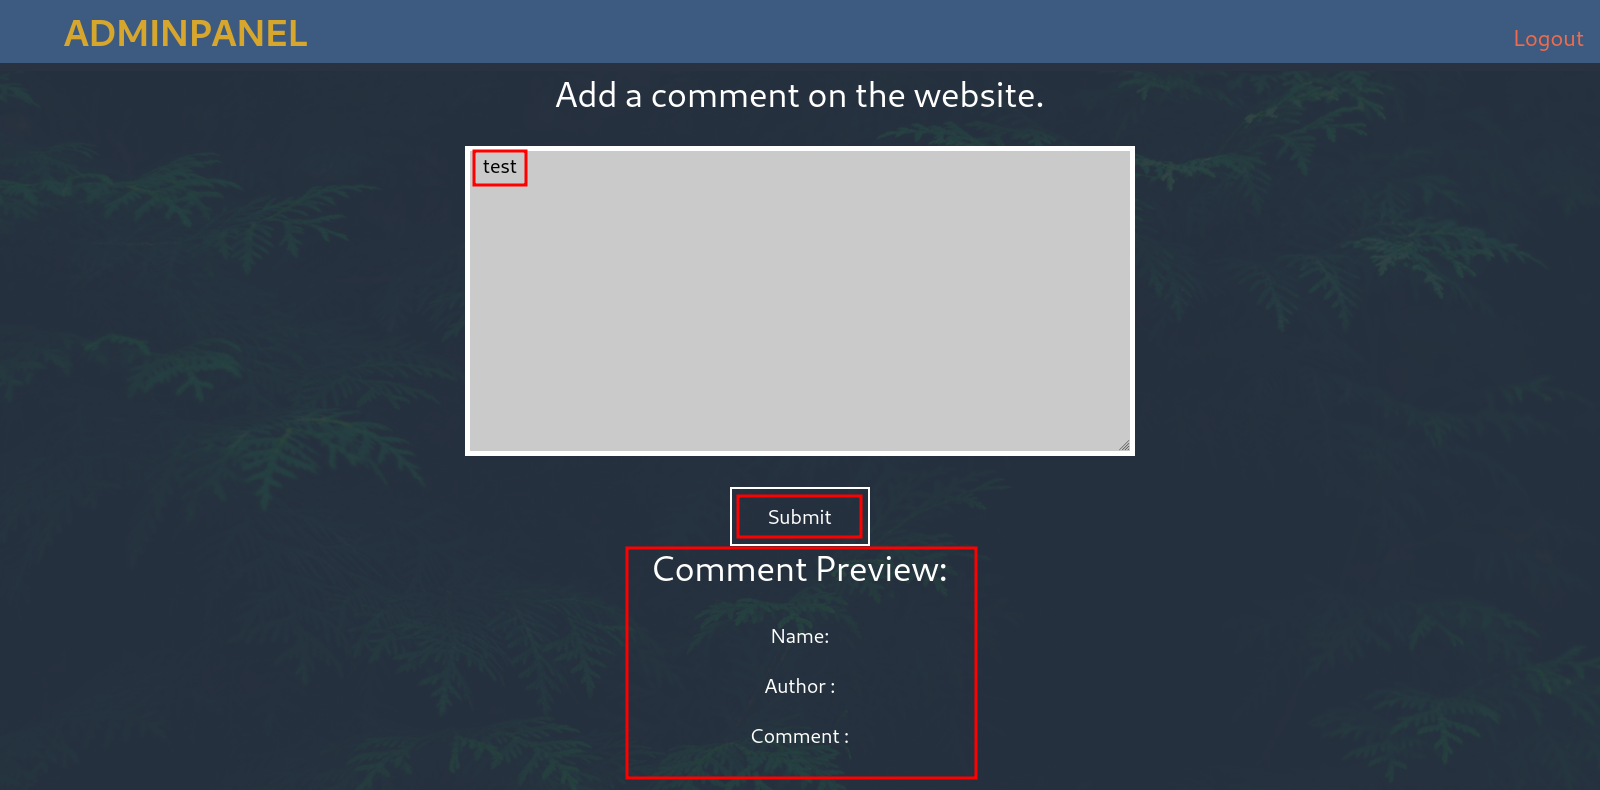 ADMINPANEL
Logout
Add a comment on the website.
test
Submit
Comment Preview:
Name:
Author :
Comment :